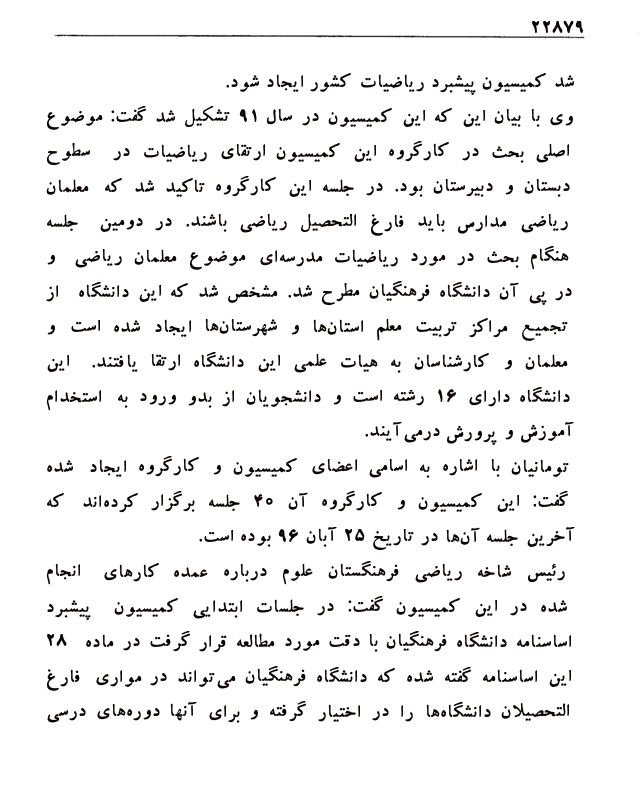 ۲۲۸۷۹
شد کمیسیون پیشبرد ریاضیات کشور ایجاد شود.
وی با بیان این که این کمیسیون در سال ۹۱ تشکیل شد گفت: موضوع
اصلی بحث در کارگروه این کمیسیون ارتقای ریاضیات در سطوح
دبستان و دبیرستان بود. در جلسه این کارگروه تاکید شد که معلمان
ریاضی مدارس باید فارغ التحصیل ریاضی باشند. در دومین جلسه
هنگام بحث در مورد ریاضیات مدرسه‌ای موضوع معلمان ریاضی و
در پی آن دانشگاه فرهنگیان مطرح شد. مشخص شد که این دانشگاه از
تجمیع مراکز تربیت معلم استان‌ها و شهرستان‌ها ایجاد شده است و
معلمان و کارشناسان به هیات علمی این دانشگاه ارتقا یافتند. این
دانشگاه دارای ۱۶ رشته است و دانشجویان از بدو ورود به استخدام
آموزش و پرورش درمی‌آیند.
تومانیان با اشاره به اسامی اعضای کمیسیون و کارگروه ایجاد شده
گفت: این کمیسیون و کارگروه آن ۴۰ جلسه برگزار کرده‌اند که
آخرین جلسه آن‌ها در تاریخ ۲۵ آبان ۹۶ بوده است.
رئیس شاخه ریاضی فرهنگستان علوم درباره عمده کارهای انجام
شده در این کمیسیون گفت: در جلسات ابتدایی کمیسیون پیشبرد
اساسنامه دانشگاه فرهنگیان با دقت مورد مطالعه قرار گرفت در ماده ۲۸
این اساسنامه گفته شده که دانشگاه فرهنگیان می‌تواند در مواری فارغ
التحصیلان دانشگاه‌ها را در اختیار گرفته و برای آنها دوره‌های درسی